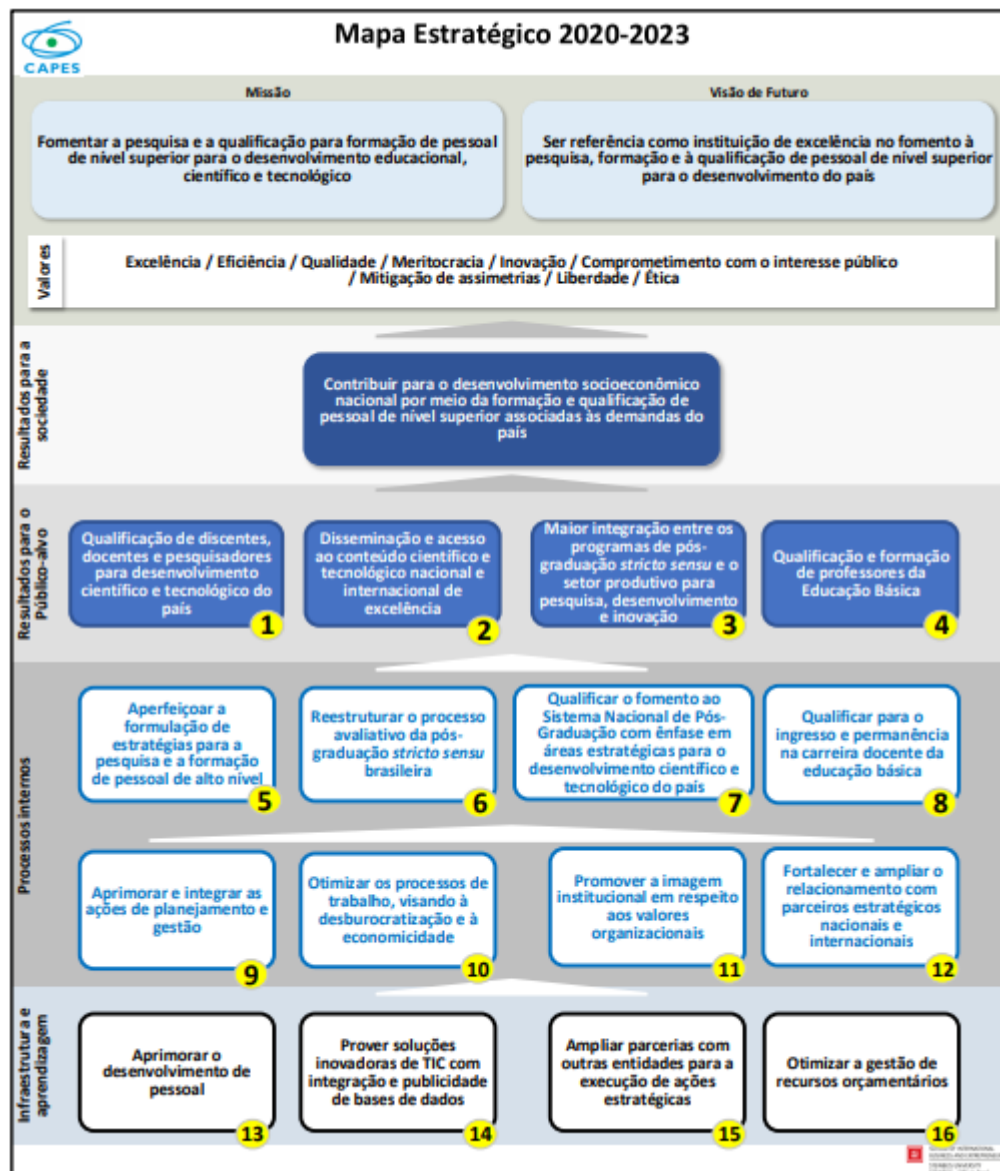 Mapa Estratégico 2020-2023
CAPES
Missão
Fomentar a pesquisa e a qualificação para formação de pessoal
de nível superior para o desenvolvimento educacional,
científico e tecnológico
Visão de Futuro
Ser referência como instituição de excelência no fomento à
pesquisa, formação e à qualificação de pessoal de nível superior
para o desenvolvimento do país
Valores
Excelência / Eficiência / Qualidade / Meritocracia / Inovação / Comprometimento com o interesse público
/ Mitigação de assimetrias / Liberdade / Ética
Resultados para a
sociedade
Contribuir para o desenvolvimento socioeconômico
nacional por meio da formação e qualificação de
pessoal de nível superior associadas às demandas do
país
Resultados para o
Público-alvo
Qualificação de discentes,
docentes e pesquisadores
para desenvolvimento
científico e tecnológico do
país
1
Disseminação e acesso
ao conteúdo científico e
tecnológico nacional e
internacional de
excelência
2
Maior integração entre os
programas de pós-
graduação stricto sensu e o
setor produtivo para
pesquisa, desenvolvimento
e inovação
3
Qualificação e formação
de professores da
Educação Básica
4
Processos internos
Aperfeiçoar a
formulação de
estratégias para a
pesquisa e a formação
de pessoal de alto nível
5
Reestruturar o processo
avaliativo da pós-
graduação stricto sensu
brasileira
6
Qualificar o fomento ao
Sistema Nacional de Pós-
Graduação com ênfase em
áreas estratégicas para o
desenvolvimento científico e
tecnológico do país
7
Qualificar para o
ingresso e permanência
na carreira docente da
educação básica
8
Aprimorar e integrar as
ações de planejamento e
gestão
9
Otimizar os processos de
trabalho, visando à
desburocratização e à
economicidade
10
Promover a imagem
institucional em respeito
aos valores
organizacionais
11
Fortalecer e ampliar o
relacionamento com
parceiros estratégicos
nacionais e
internacionais
12
Infraestrutura e
aprendizagem
Aprimorar o
desenvolvimento de
pessoal
13
Prover soluções
inovadoras de TIC com
integração e publicidade
de bases de dados
14
Ampliar parcerias com
outras entidades para a
execução de ações
estratégicas
15
Otimizar a gestão de
recursos orçamentários
16